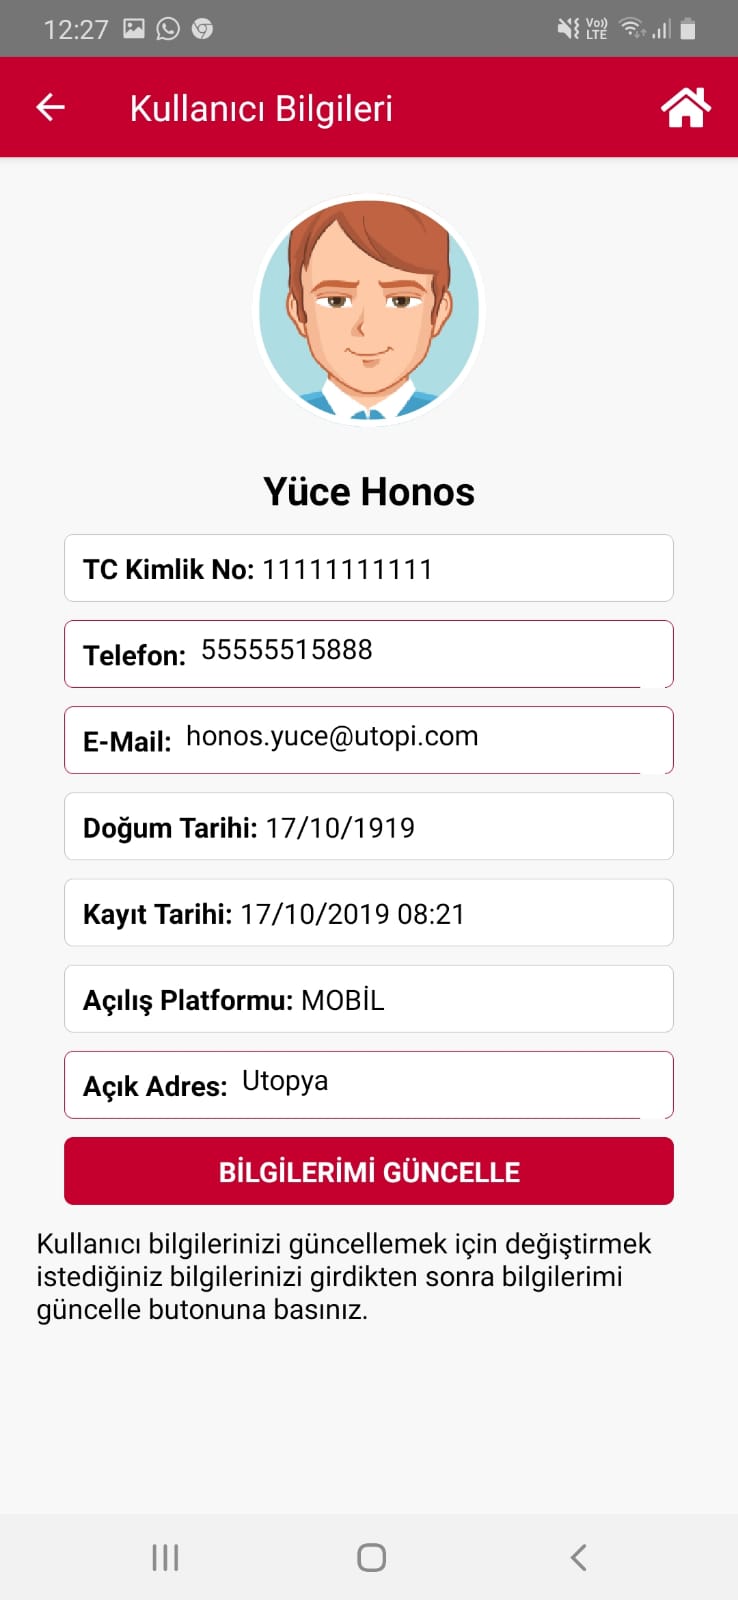 12:27
Vo))
LTE
Kullanıcı Bilgileri
Yüce Honos
TC Kimlik No: 11111111111
Telefon: 55555515888
E-Mail: honos.yuce@utopi.com
Doğum Tarihi: 17/10/1919
Kayıt Tarihi: 17/10/2019 08:21
Açılış Platformu: MOBİL
Açık Adres: Utopya
BİLGİLERİMİ GÜNCELLE
Kullanıcı bilgilerinizi güncellemek için değiştirmek
istediğiniz bilgilerinizi girdikten sonra bilgilerimi
güncelle butonuna basınız.